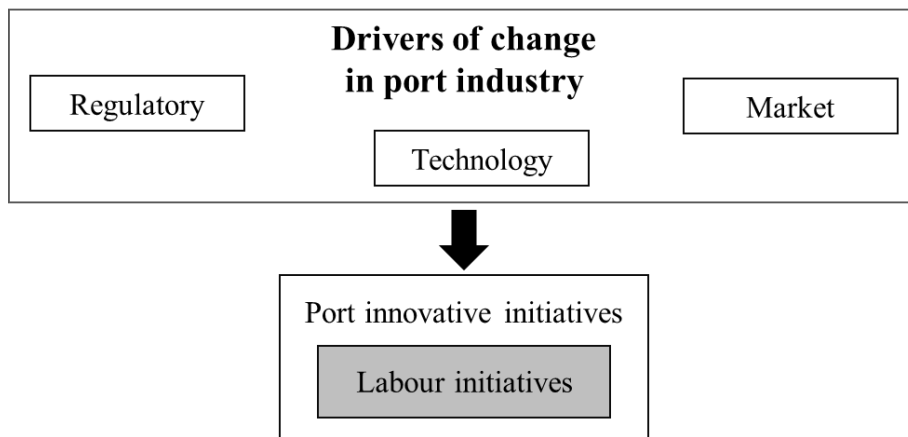 Drivers of change
in port industry
Regulatory
Market
Technology
Port innovative initiatives
Labour initiatives